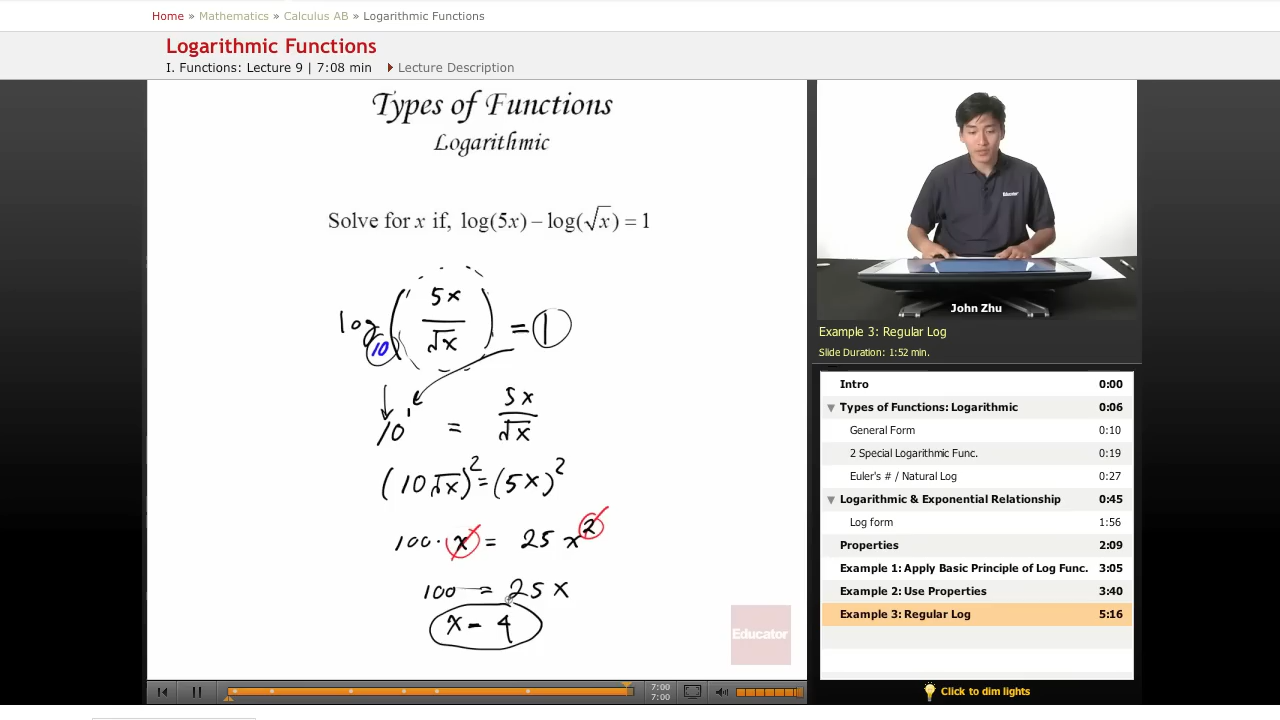 Home » Mathematics » Calculus AB » Logarithmic Functions
Logarithmic Functions
I. Functions: Lecture 9 | 7:08 min Lecture Description
Types of Functions
Logarithmic
Solve for x if, log(5x) − log(√x) = 1
log₁₀(5x/√x) = 1
10¹ = 5x/√x
(10√x)² = (5x)²
100·x = 25x²
100 = 25x
x = 4
Educator
Educator
John Zhu
Example 3: Regular Log
Slide Duration: 1:52 min.
Intro 0:00
▼ Types of Functions: Logarithmic 0:06
General Form 0:10
2 Special Logarithmic Func. 0:19
Euler's # / Natural Log 0:27
▼ Logarithmic & Exponential Relationship 0:45
Log form 1:56
Properties 2:09
Example 1: Apply Basic Principle of Log Func. 3:05
Example 2: Use Properties 3:40
Example 3: Regular Log 5:16
7:00
7:00
Click to dim lights